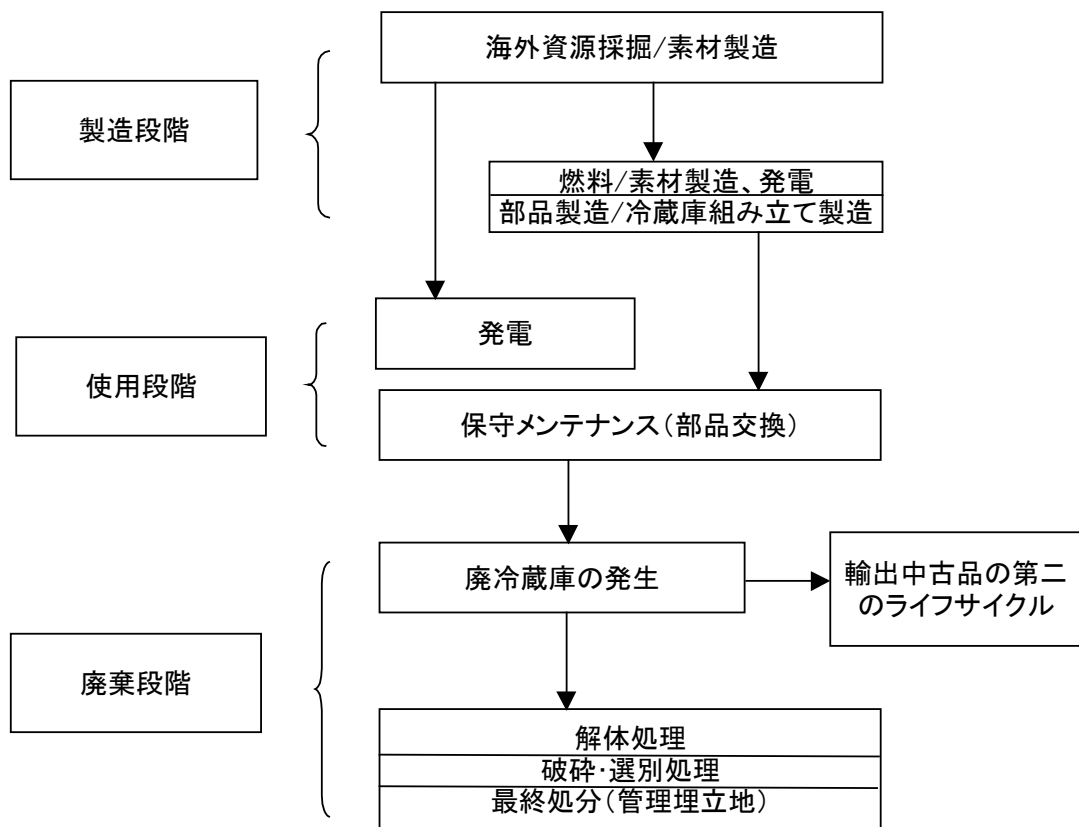 海外資源採掘/素材製造
製造段階
燃料/素材製造、発電
部品製造/冷蔵庫組み立て製造
発電
使用段階
保守メンテナンス（部品交換）
廃冷蔵庫の発生
輸出中古品の第二
のライフサイクル
廃棄段階
解体処理
破砕・選別処理
最終処分（管理埋立地）